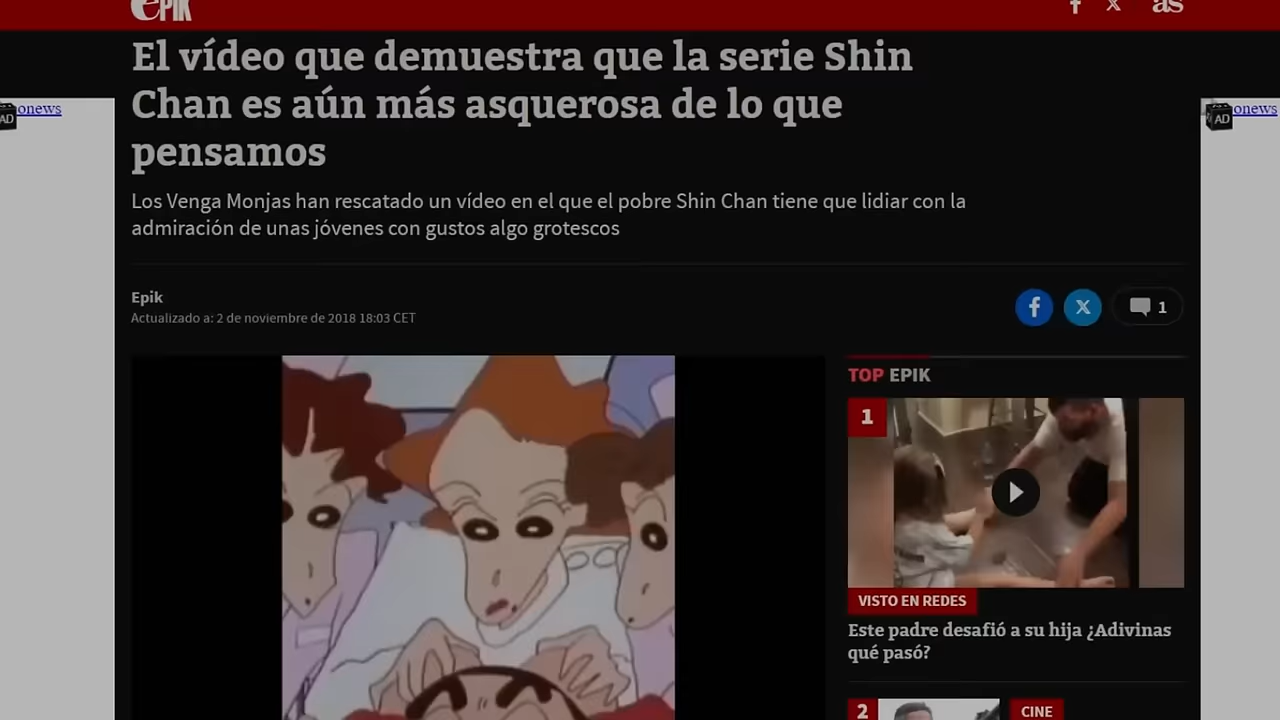 EPIK
as
El vídeo que demuestra que la serie Shin
Chan es aún más asquerosa de lo que
pensamos
Los Venga Monjas han rescatado un vídeo en el que el pobre Shin Chan tiene que lidiar con la
admiración de unas jóvenes con gustos algo grotescos
Epik
Actualizado a: 2 de noviembre de 2018 18:03 CET
1
AD
onews
AD
onews
TOP EPIK
1
VISTO EN REDES
Este padre desafió a su hija ¿Adivinas
qué pasó?
2
CINE